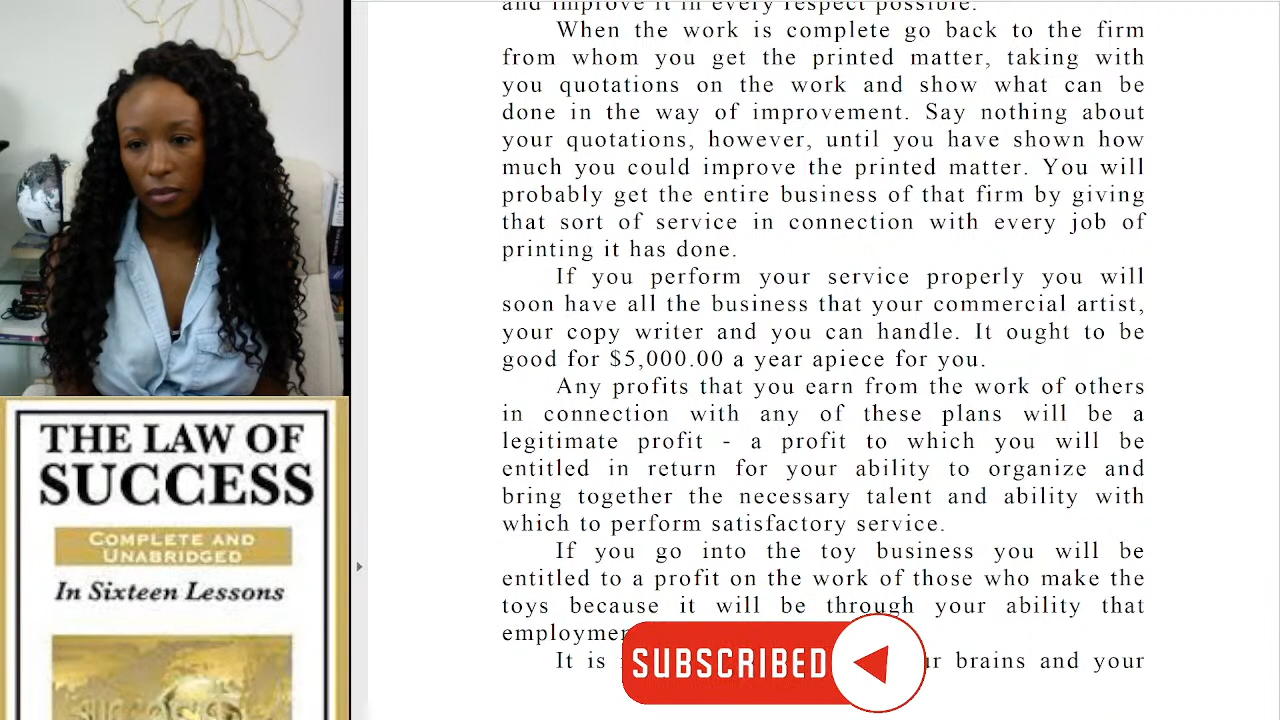 and improve it in every respect possible.
When the work is complete go back to the firm
from whom you get the printed matter, taking with
you quotations on the work and show what can be
done in the way of improvement. Say nothing about
your quotations, however, until you have shown how
much you could improve the printed matter. You will
probably get the entire business of that firm by giving
that sort of service in connection with every job of
printing it has done.
If you perform your service properly you will
soon have all the business that your commercial artist,
your copy writer and you can handle. It ought to be
good for $5,000.00 a year apiece for you.
Any profits that you earn from the work of others
in connection with any of these plans will be a
legitimate profit - a profit to which you will be
entitled in return for your ability to organize and
bring together the necessary talent and ability with
which to perform satisfactory service.
If you go into the toy business you will be
entitled to a profit on the work of those who make the
toys because it will be through your ability that
It is
brains and your
SUBSCRIBED
THE LAW OF
SUCCESS
COMPLETE AND
UNABRIDGED
In Sixteen Lessons